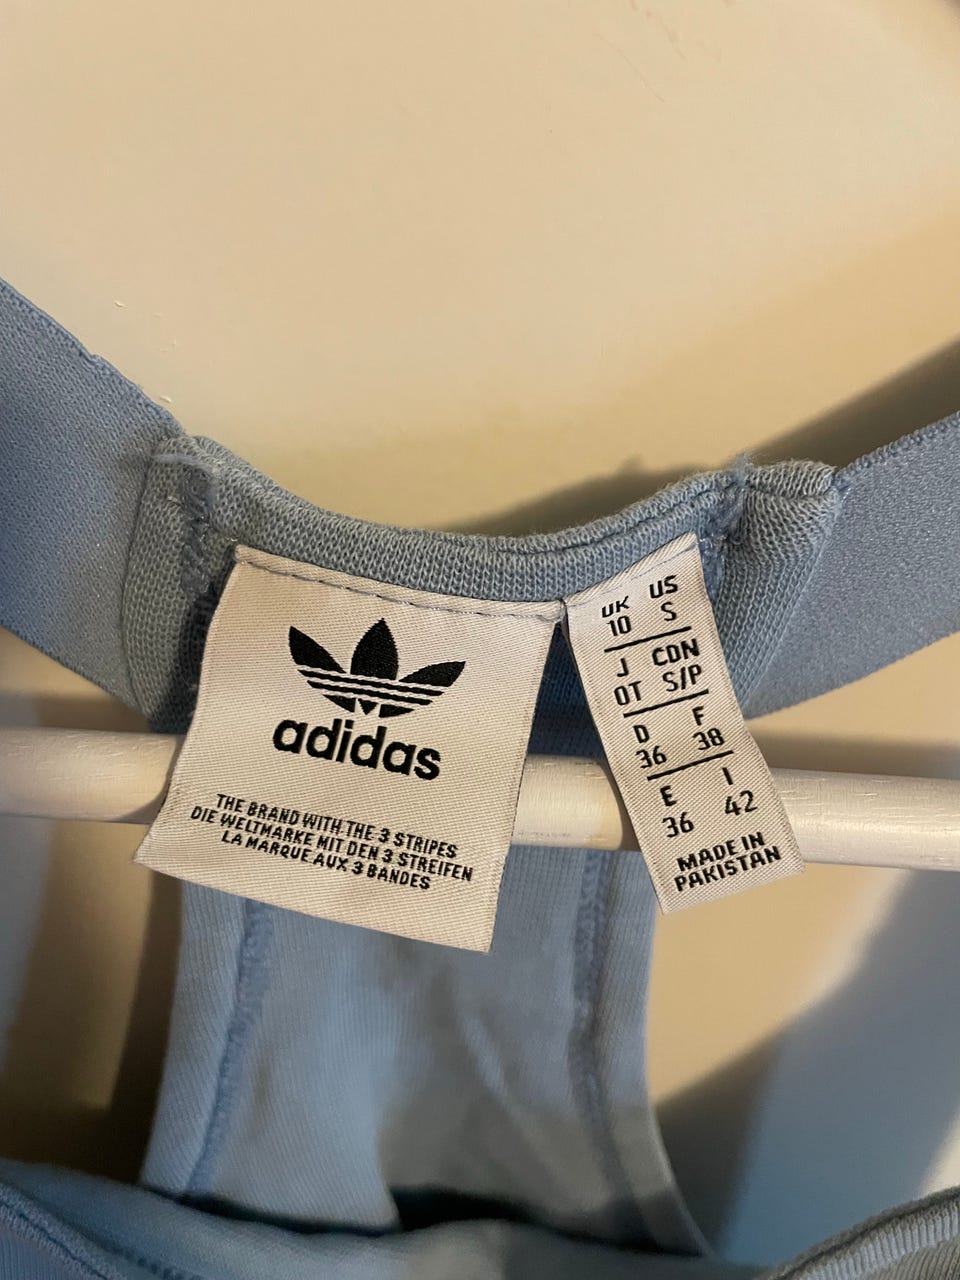 adidas
THE BRAND WITH THE 3 STRIPES
DIE WELTMARKE MIT DEN 3 STREIFEN
LA MARQUE AUX 3 BANDES
UK US
10 S
J CDN
OT S/P
D F
36 38
E I
36 42
MADE IN
PAKISTAN